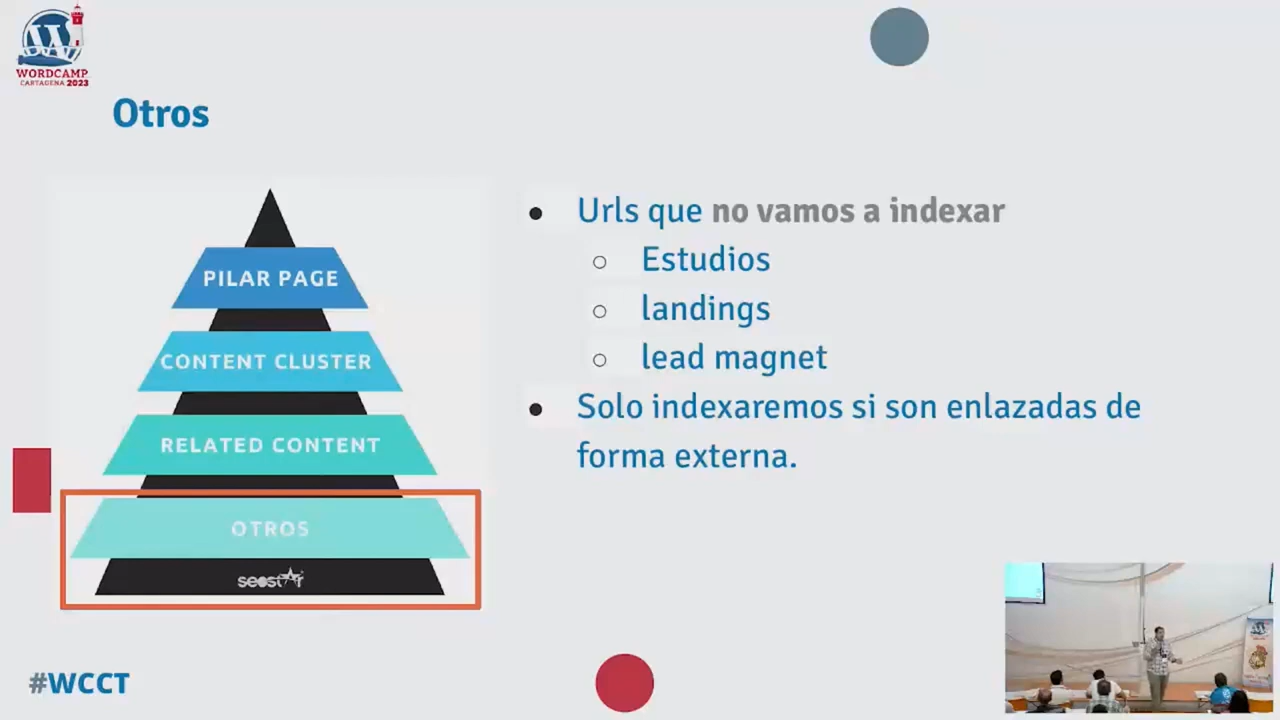 WORDCAMP
CARTAGENA 2023
Otros
PILAR PAGE
CONTENT CLUSTER
RELATED CONTENT
OTROS
seostar
Urls que no vamos a indexar
Estudios
landings
lead magnet
Solo indexaremos si son enlazadas de
forma externa.
#WCCT